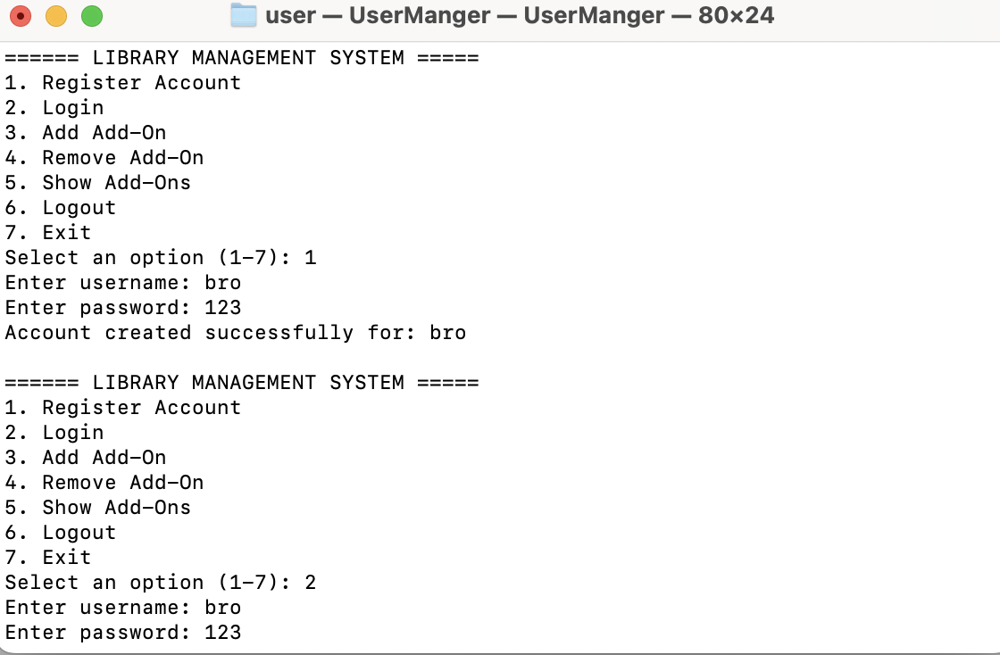 user — UserManger — UserManger — 80×24
====== LIBRARY MANAGEMENT SYSTEM =====
1. Register Account
2. Login
3. Add Add-On
4. Remove Add-On
5. Show Add-Ons
6. Logout
7. Exit
Select an option (1-7): 1
Enter username: bro
Enter password: 123
Account created successfully for: bro

====== LIBRARY MANAGEMENT SYSTEM =====
1. Register Account
2. Login
3. Add Add-On
4. Remove Add-On
5. Show Add-Ons
6. Logout
7. Exit
Select an option (1-7): 2
Enter username: bro
Enter password: 123